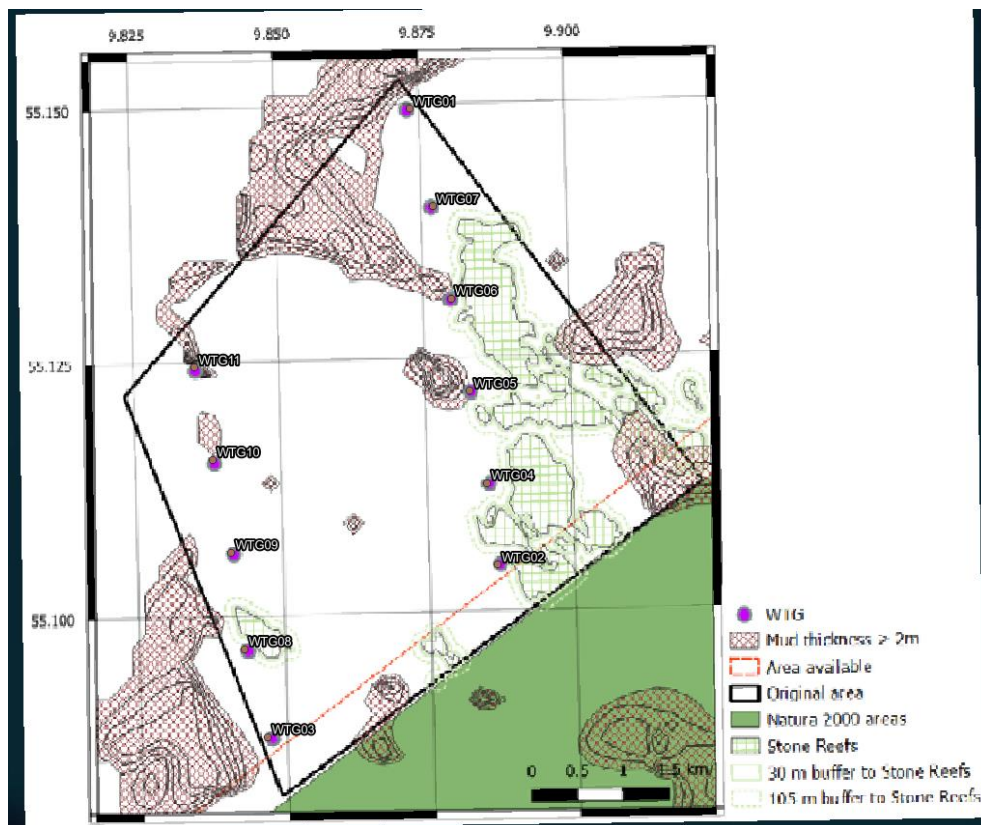 9.825 9.850 9.875 9.900
55.150
WTG01
WTG07
WTG06
55.125
WTG11
WTG05
WTG10
WTG04
WTG09
WTG02
55.100
WTG08
WTG03
0 0.5 1 1.5 km
WTG
Mud thickness > 2m
Area available
Original area
Natura 2000 areas
Stone Reefs
30 m buffer to Stone Reefs
105 m buffer to Stone Reefs